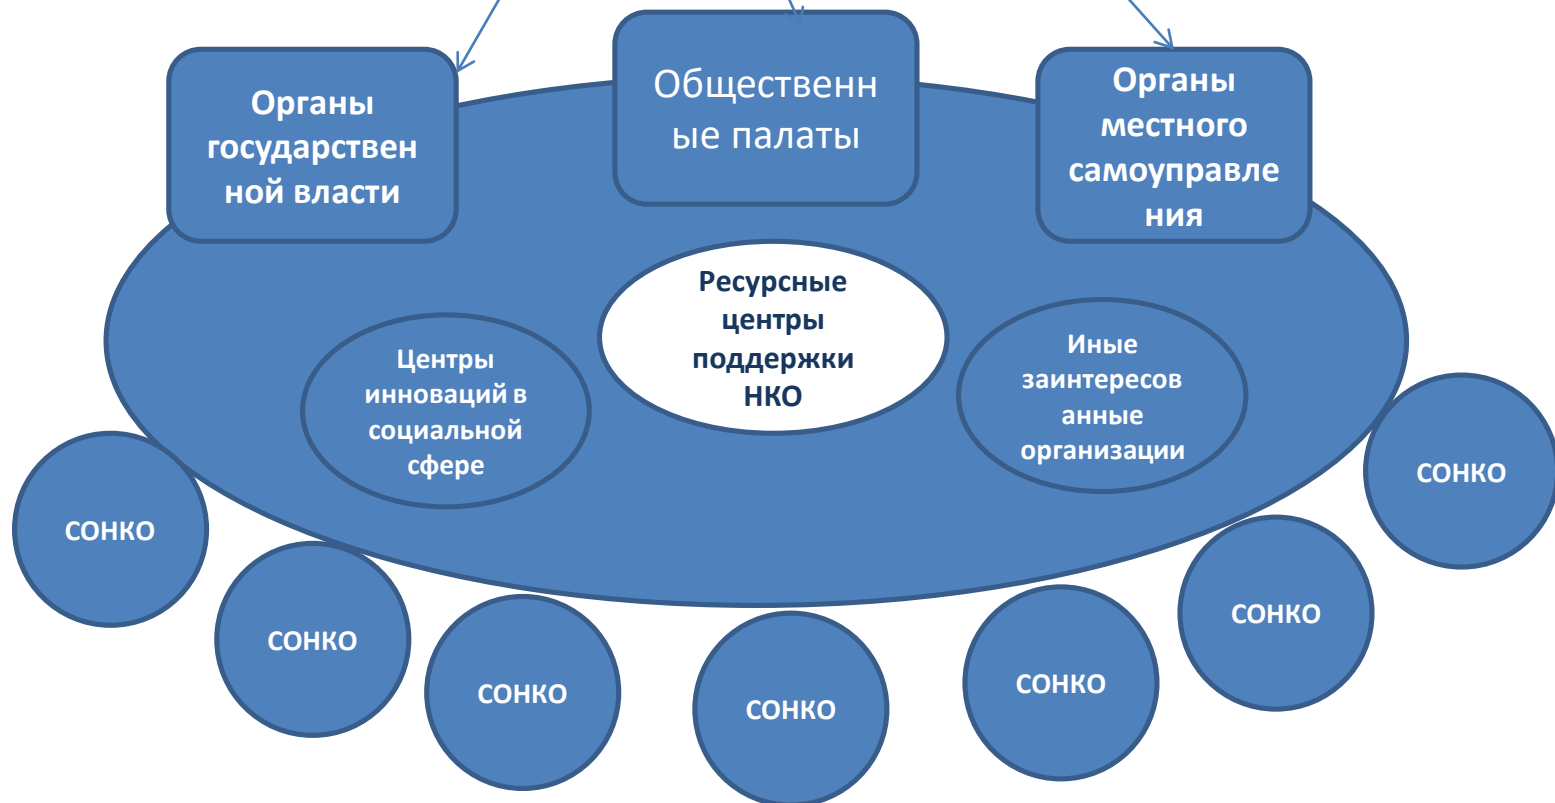 Органы
государствен
ной власти
Общественн
ые палаты
Органы
местного
самоуправле
ния
Ресурсные
центры
поддержки
НКО
Центры
инноваций в
социальной
сфере
Иные
заинтересов
анные
организации
СОНКО
СОНКО
СОНКО
СОНКО
СОНКО
СОНКО
СОНКО